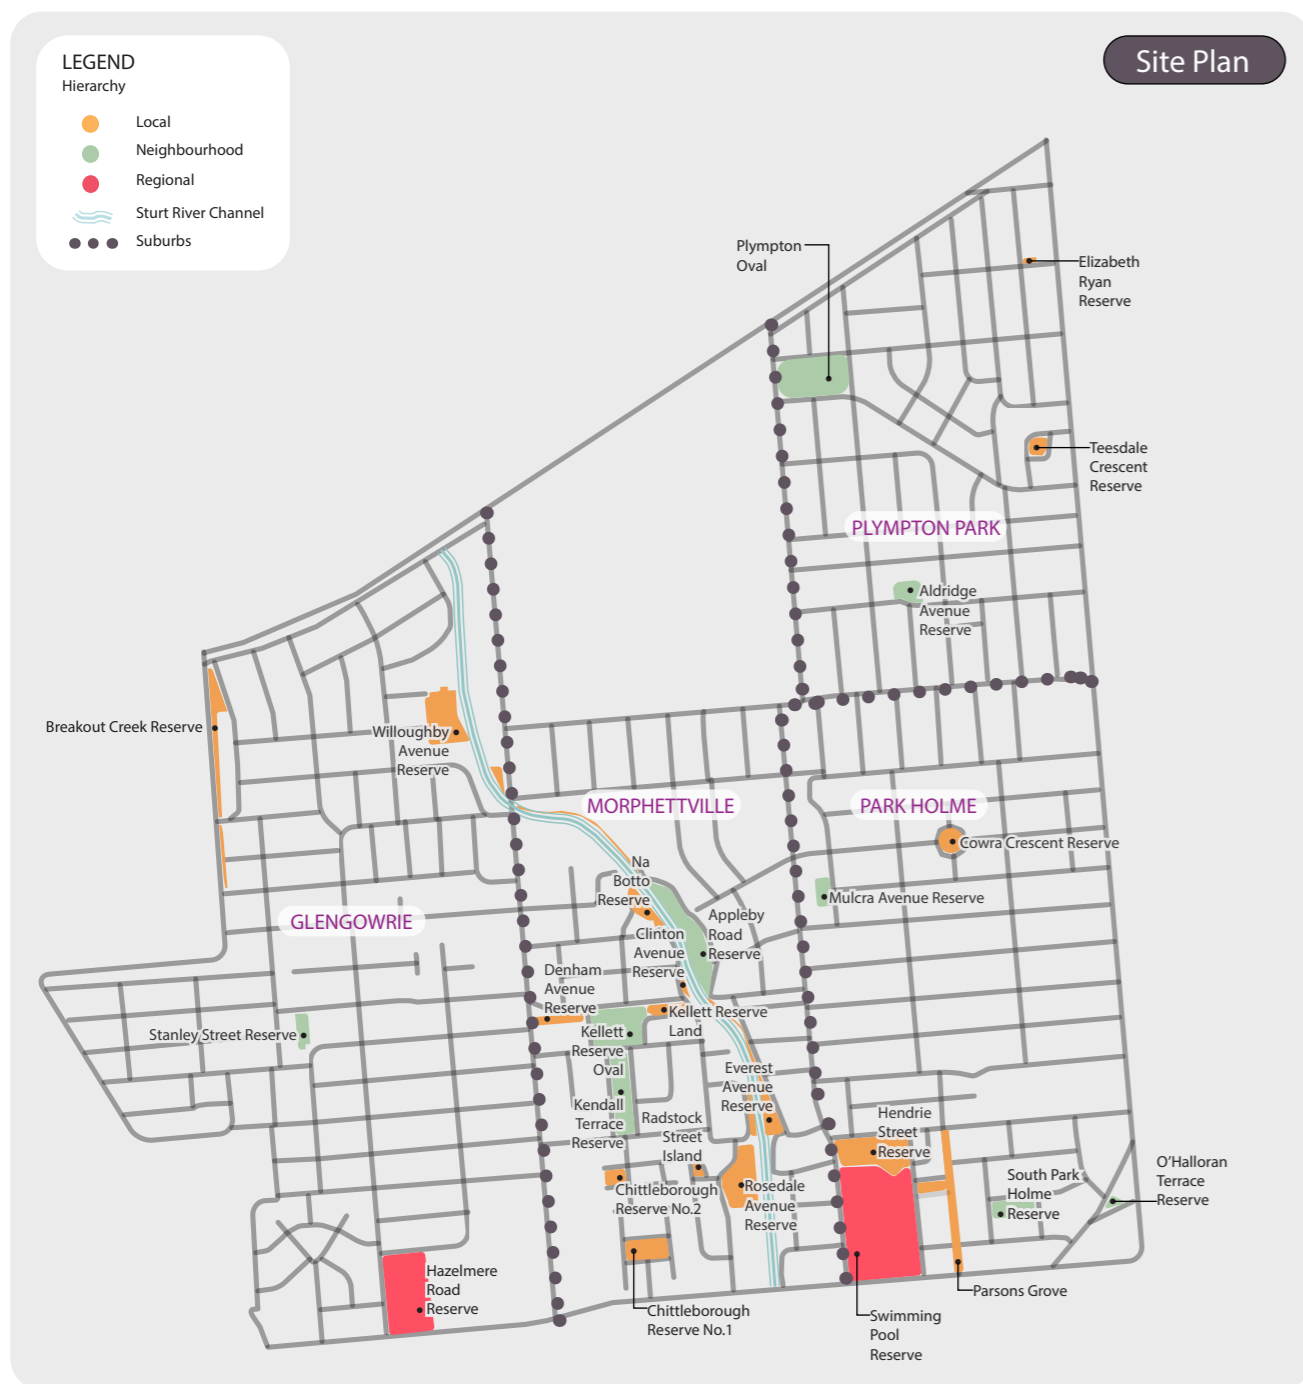 LEGEND
Hierarchy
Local
Neighbourhood
Regional
Sturt River Channel
Suburbs
Site Plan
Plympton
Oval
Elizabeth
Ryan
Reserve
Teesdale
Crescent
Reserve
PLYMPTON PARK
Aldridge
Avenue
Reserve
Breakout Creek Reserve
Willoughby
Avenue
Reserve
MORPHETTVILLE
PARK HOLME
Cowra Crescent Reserve
Na
Botto
Reserve
Mulcra Avenue Reserve
GLENGOWRIE
Appleby
Road
Reserve
Clinton
Avenue
Reserve
Denham
Avenue
Reserve
Kellett Reserve
Land
Stanley Street Reserve
Kellett
Reserve
Oval
Everest
Avenue
Reserve
Kendall
Terrace
Reserve
Radstock
Street
Island
Hendrie
Street
Reserve
South Park
Holme
Reserve
O'Halloran
Terrace
Reserve
Chittleborough
Reserve No.2
Rosedale
Avenue
Reserve
Hazelmere
Road
Reserve
Chittleborough
Reserve No.1
Parsons Grove
Swimming
Pool
Reserve